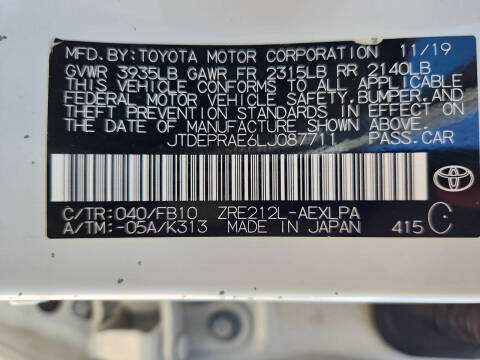 MFD.BY:TOYOTA MOTOR CORPORATION 11/19
GVWR 3935LB GAWR FR 2315LB RR 2140LB
THIS VEHICLE CONFORMS TO ALL APPLICABLE
FEDERAL MOTOR VEHICLE SAFETY,BUMPER,AND
THEFT PREVENTION STANDARDS IN EFFECT ON
THE DATE OF MANUFACTURE SHOWN ABOVE.
JTDEPRAE6LJ087711 PASS.CAR
C/TR:040/FB10 ZRE212L-AEXLPA
A/TM:-05A/K313 MADE IN JAPAN 415 C